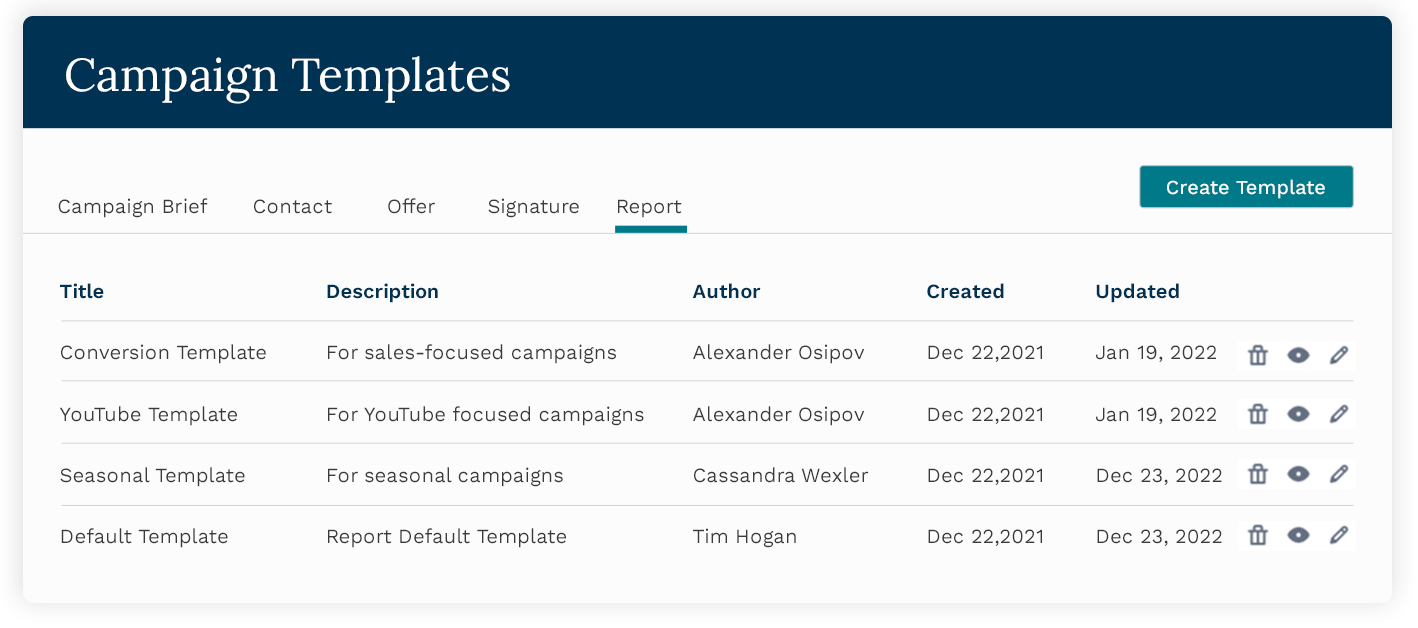 Campaign Templates
Create Template
Campaign Brief Contact Offer Signature Report
Title Description Author Created Updated
Conversion Template For sales-focused campaigns Alexander Osipov Dec 22,2021 Jan 19, 2022
YouTube Template For YouTube focused campaigns Alexander Osipov Dec 22,2021 Jan 19, 2022
Seasonal Template For seasonal campaigns Cassandra Wexler Dec 22,2021 Dec 23, 2022
Default Template Report Default Template Tim Hogan Dec 22,2021 Dec 23, 2022